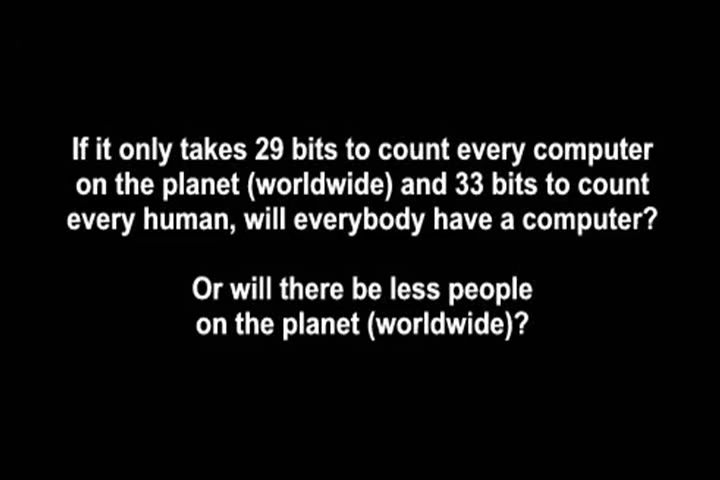 If it only takes 29 bits to count every computer
on the planet (worldwide) and 33 bits to count
every human, will everybody have a computer?
Or will there be less people
on the planet (worldwide)?